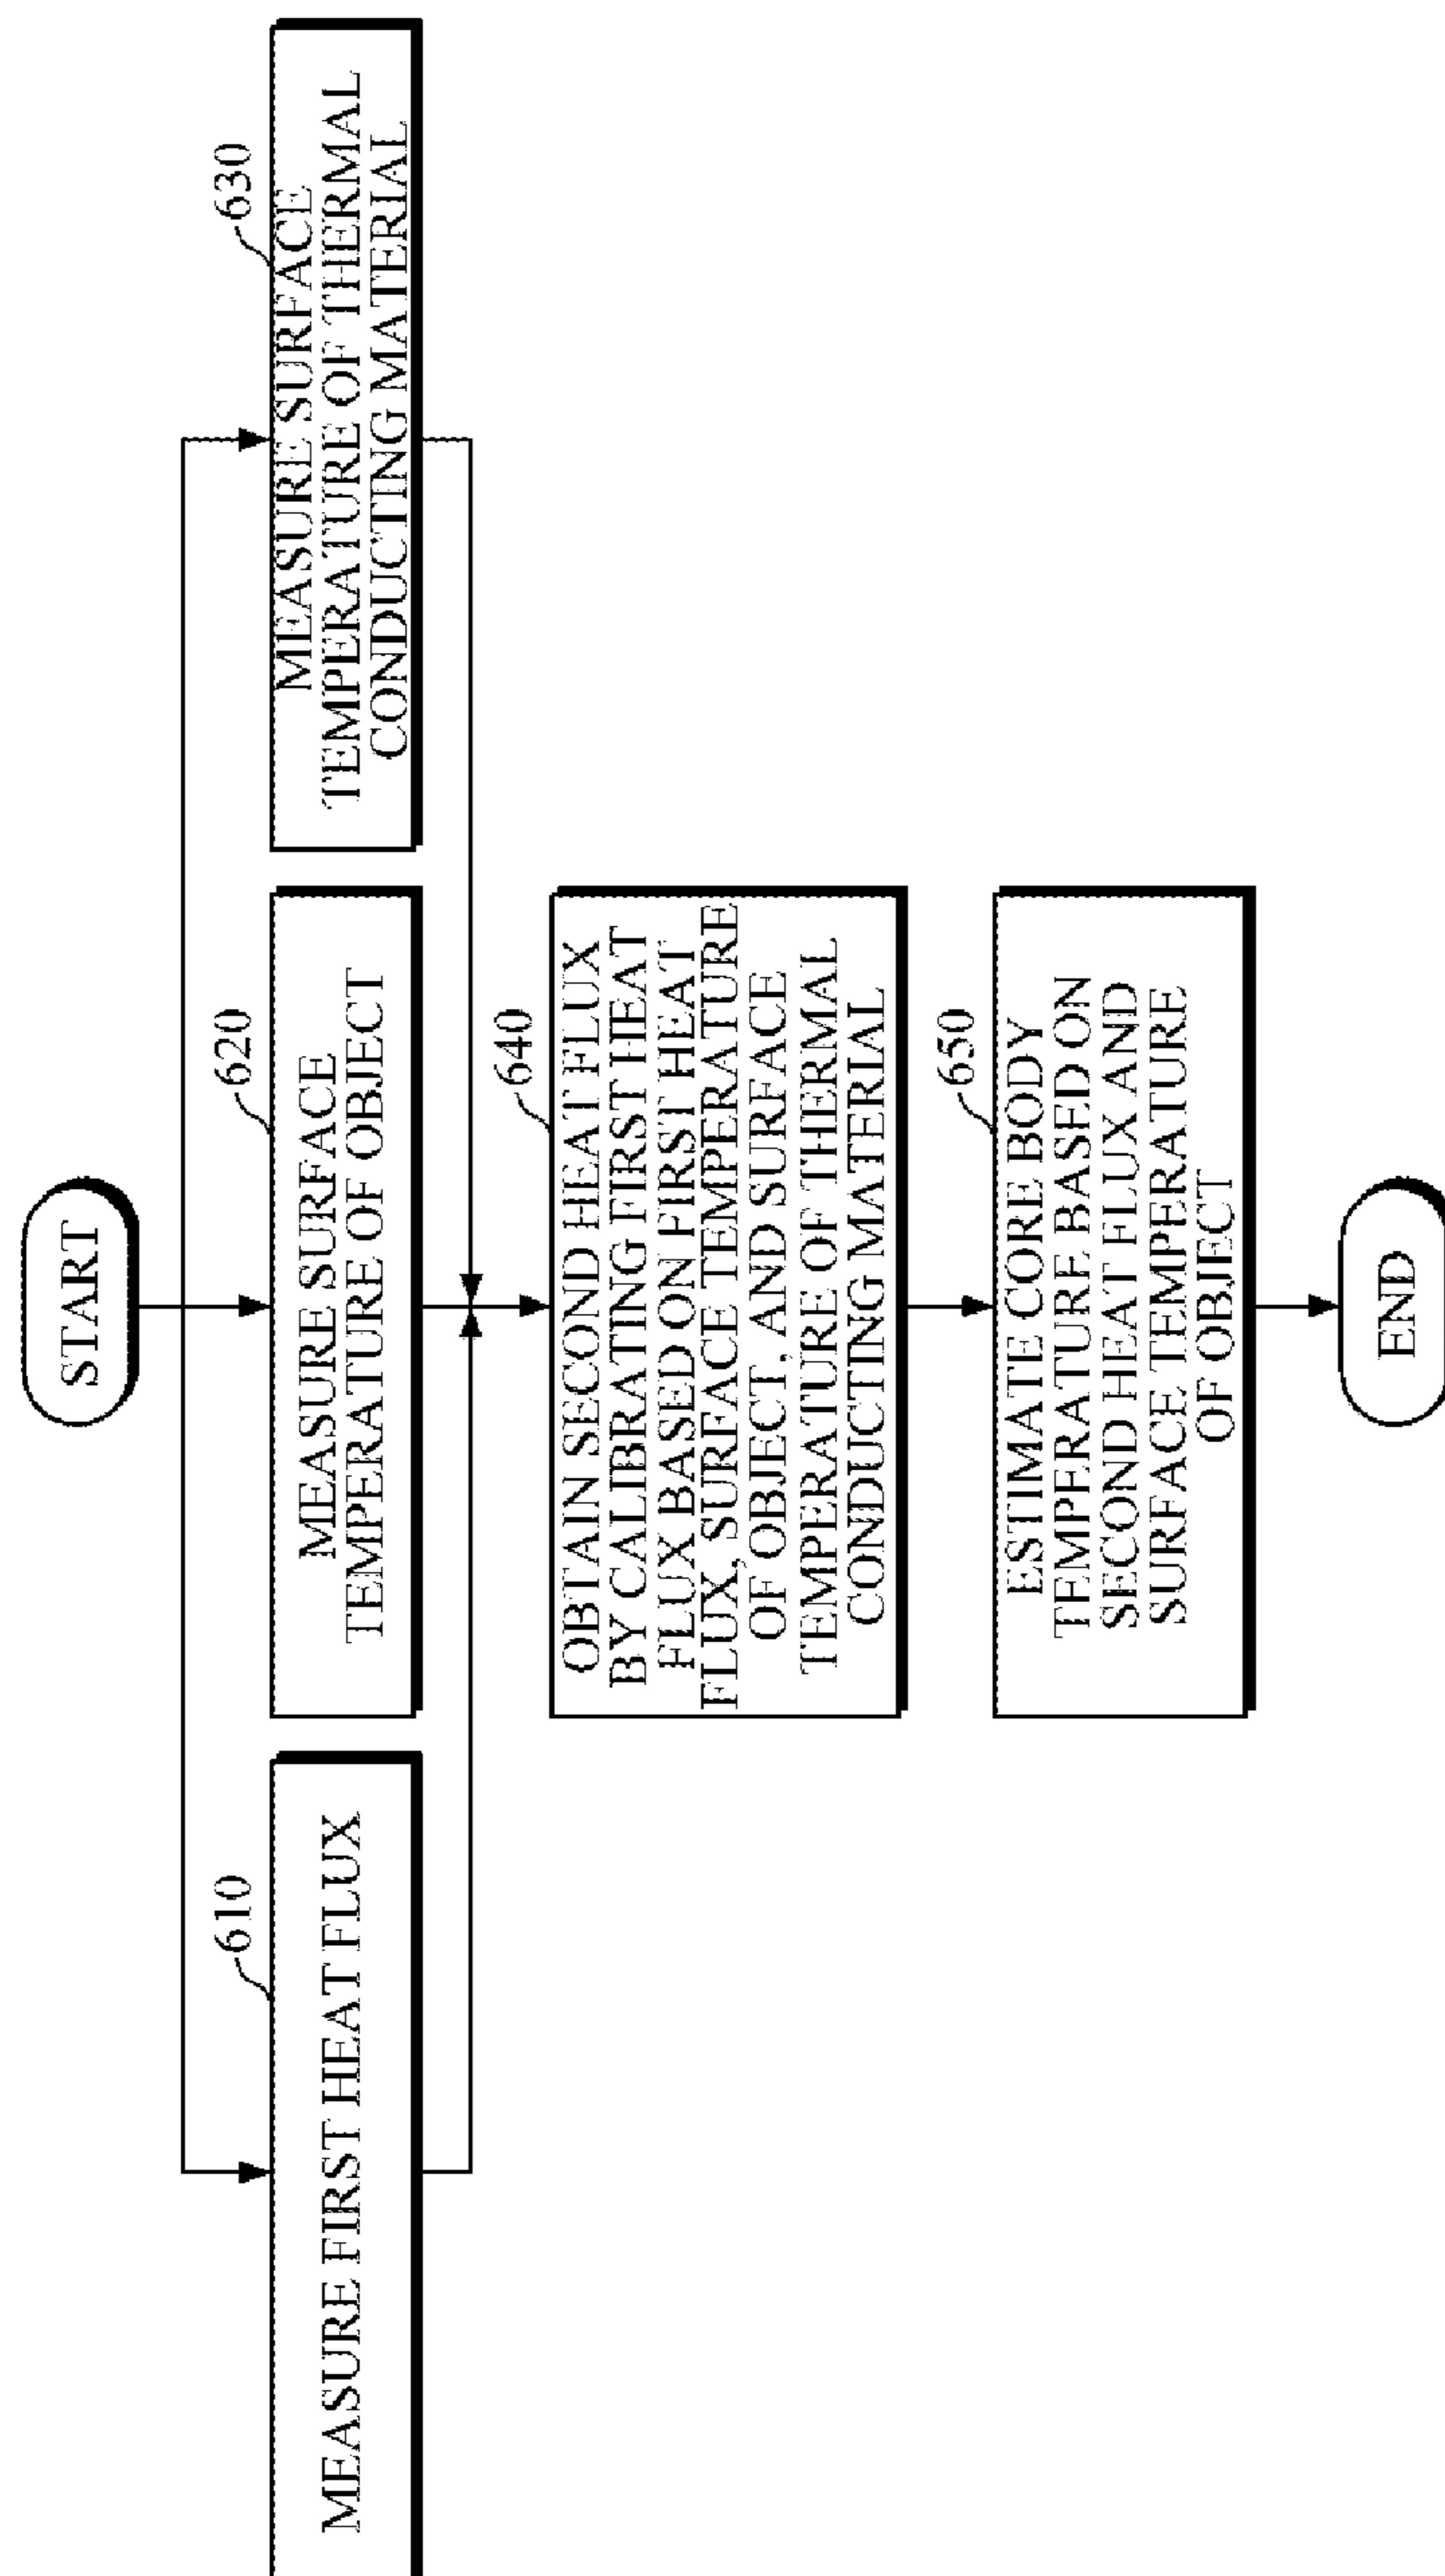 START
610
MEASURE FIRST HEAT FLUX
620
MEASURE SURFACE
TEMPERATURE OF OBJECT
630
MEASURE SURFACE
TEMPERATURE OF THERMAL
CONDUCTING MATERIAL
640
OBTAIN SECOND HEAT FLUX
BY CALIBRATING FIRST HEAT
FLUX BASED ON FIRST HEAT
FLUX, SURFACE TEMPERATURE
OF OBJECT, AND SURFACE
TEMPERATURE OF THERMAL
CONDUCTING MATERIAL
650
ESTIMATE CORE BODY
TEMPERATURE BASED ON
SECOND HEAT FLUX AND
SURFACE TEMPERATURE
OF OBJECT
END